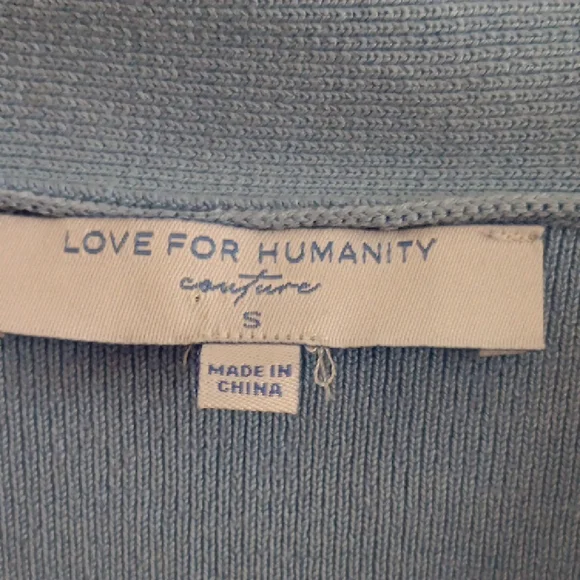 LOVE FOR HUMANITY
couture
S
MADE IN
CHINA